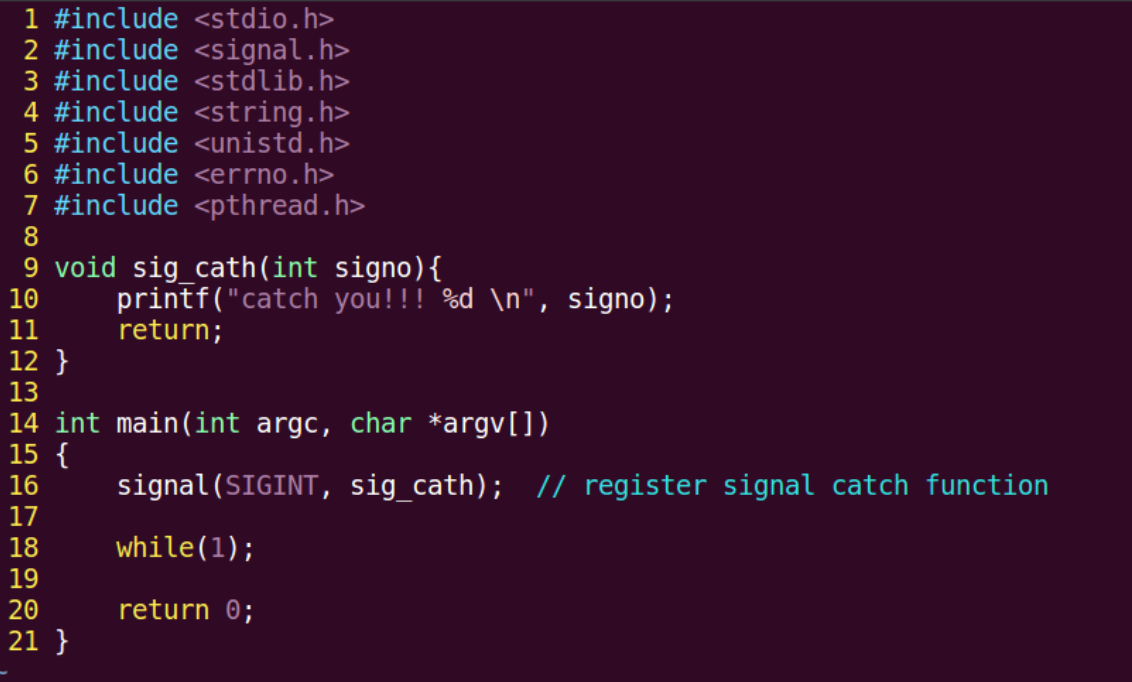 1 #include <stdio.h>
2 #include <signal.h>
3 #include <stdlib.h>
4 #include <string.h>
5 #include <unistd.h>
6 #include <errno.h>
7 #include <pthread.h>
8
9 void sig_cath(int signo){
10     printf("catch you!!! %d \n", signo);
11     return;
12 }
13
14 int main(int argc, char *argv[])
15 {
16     signal(SIGINT, sig_cath);  // register signal catch function
17
18     while(1);
19
20     return 0;
21 }
~